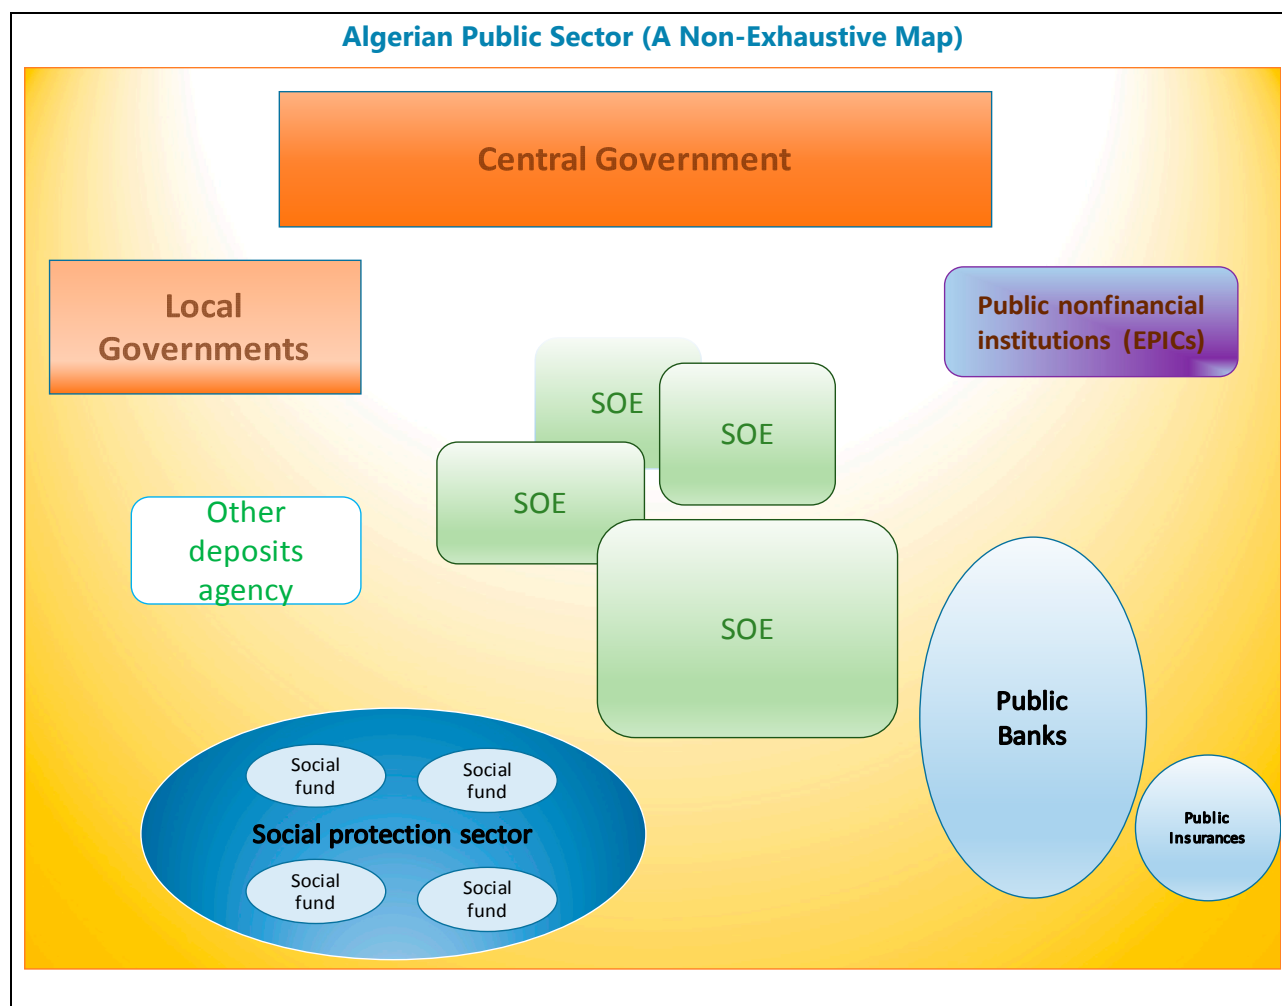 Algerian Public Sector (A Non-Exhaustive Map)
Central Government
Local
Governments
Public nonfinancial
institutions (EPICs)
SOE
SOE
SOE
Other
deposits
agency
SOE
Public
Banks
Social
fund
Social
fund
Social protection sector
Public
Insurances
Social
fund
Social
fund